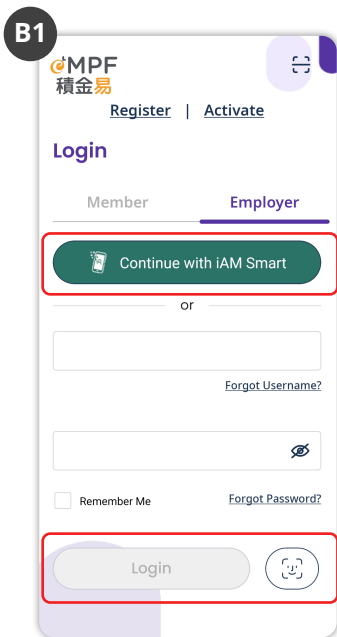 B1
eMPF
積金易
Register | Activate
Login
Member Employer
Continue with iAM Smart
or
Forgot Username?
Remember Me Forgot Password?
Login